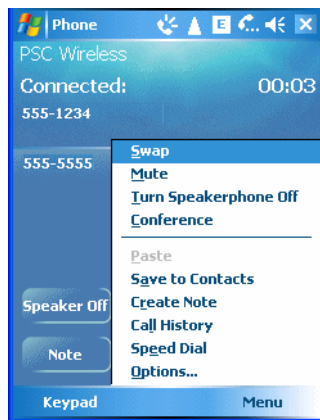 Phone E
PSC Wireless
Connected: 00:03
555-1234
555-5555
Swap
Mute
Turn Speakerphone Off
Conference
Paste
Save to Contacts
Create Note
Call History
Speed Dial
Options...
Speaker Off
Note
Keypad Menu